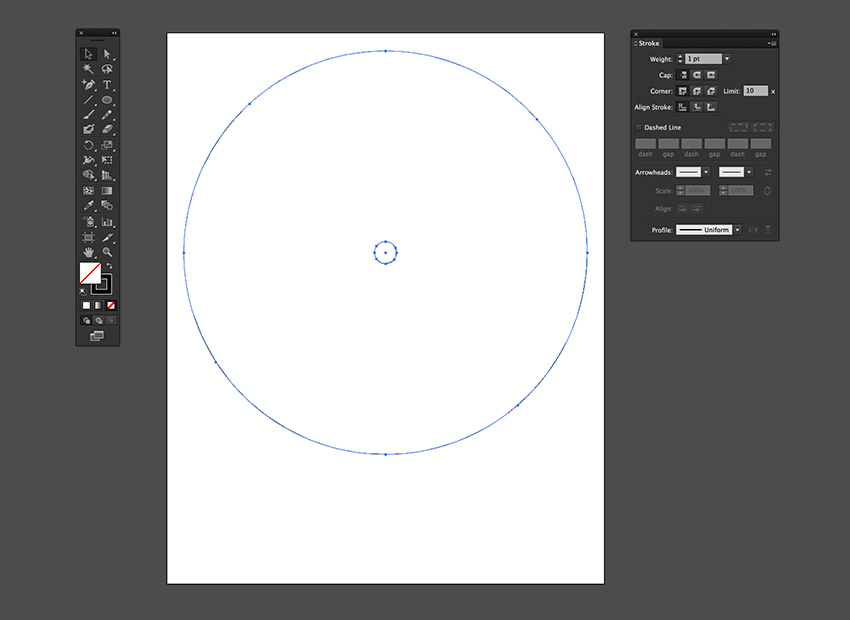 Stroke
Weight: 1 pt
Cap:
Corner: Limit: 10 x
Align Stroke:
Dashed Line
dash gap dash gap dash gap
Arrowheads:
Scale: 100% 100%
Align:
Profile: Uniform